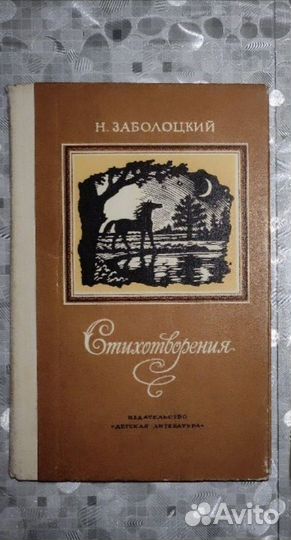 Н. ЗАБОЛОЦКИЙ
Стихотворения
ИЗДАТЕЛЬСТВО
«ДЕТСКАЯ ЛИТЕРАТУРА»
Avito